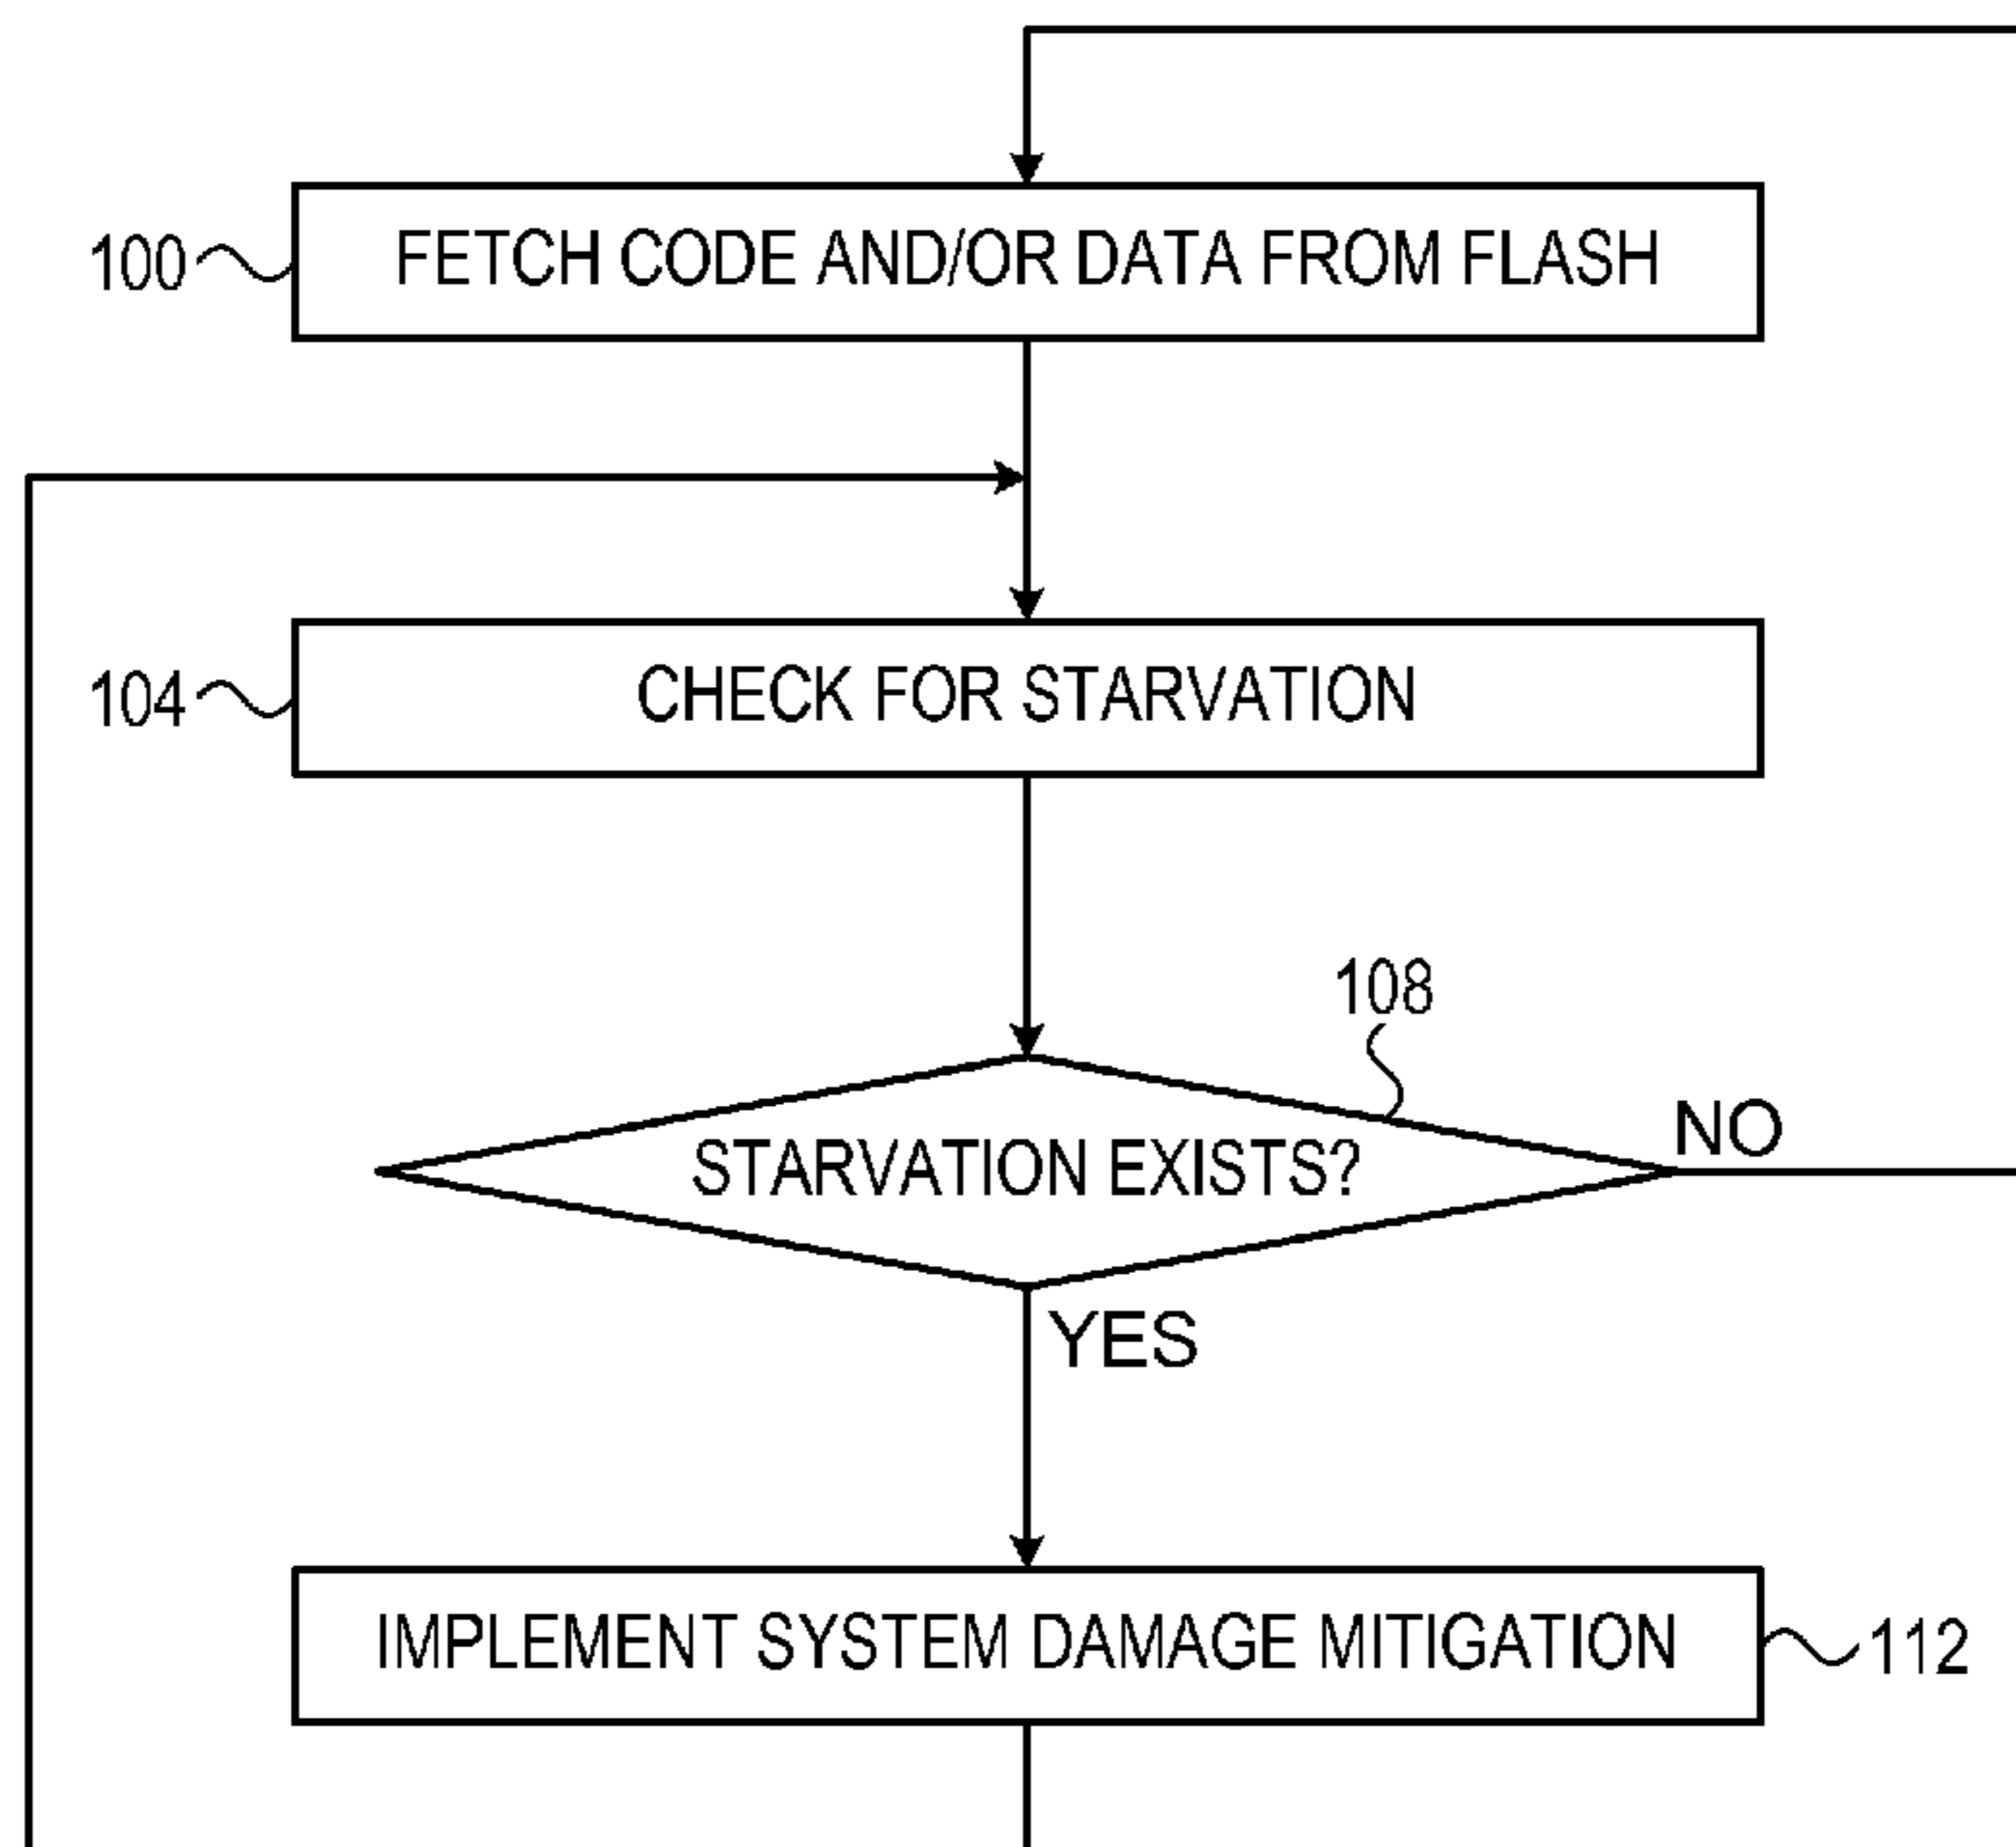 100
FETCH CODE AND/OR DATA FROM FLASH
104
CHECK FOR STARVATION
108
STARVATION EXISTS?
NO
YES
IMPLEMENT SYSTEM DAMAGE MITIGATION
112